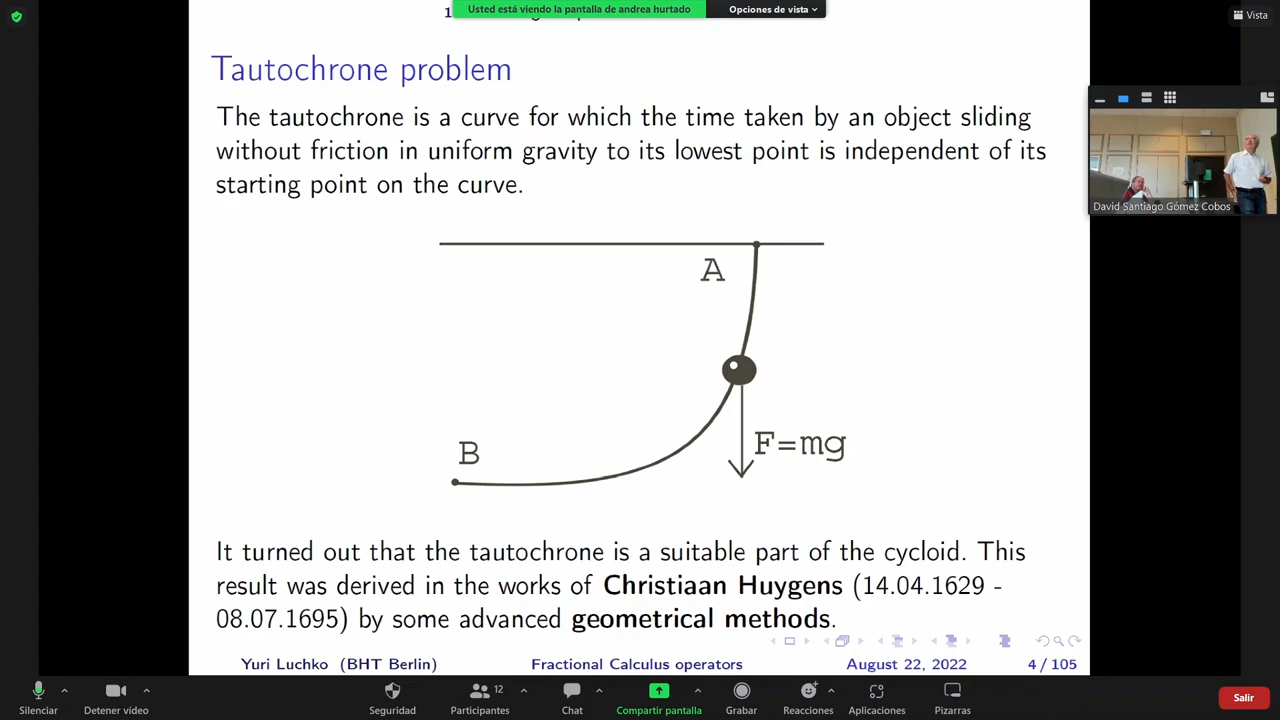 Usted está viendo la pantalla de andrea hurtado
Opciones de vista
Vista
Tautochrone problem
The tautochrone is a curve for which the time taken by an object sliding
without friction in uniform gravity to its lowest point is independent of its
starting point on the curve.
David Santiago Gómez Cobos
A
B
F=mg
It turned out that the tautochrone is a suitable part of the cycloid. This
result was derived in the works of Christiaan Huygens (14.04.1629 -
08.07.1695) by some advanced geometrical methods.
Yuri Luchko (BHT Berlin) Fractional Calculus operators August 22, 2022 4 / 105
12
Silenciar Detener vídeo Seguridad Participantes Chat Compartir pantalla Grabar Reacciones Aplicaciones Pizarras Salir